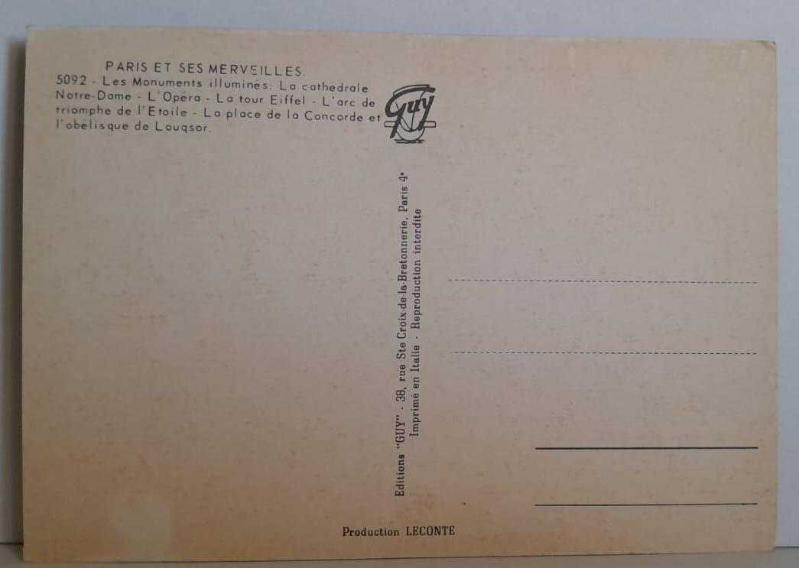 PARIS ET SES MERVEILLES.
5092 - Les Monuments illuminés: La cathédrale
Notre-Dame - L'Opéra - La tour Eiffel - L'arc de
triomphe de l'Etoile - La place de la Concorde et
l'obélisque de Louqsor.
Guy
Editions "GUY" - 38, rue Ste Croix-de-la-Bretonnerie, Paris 4e
Imprimé en Italie - Reproduction interdite
Production LECONTE